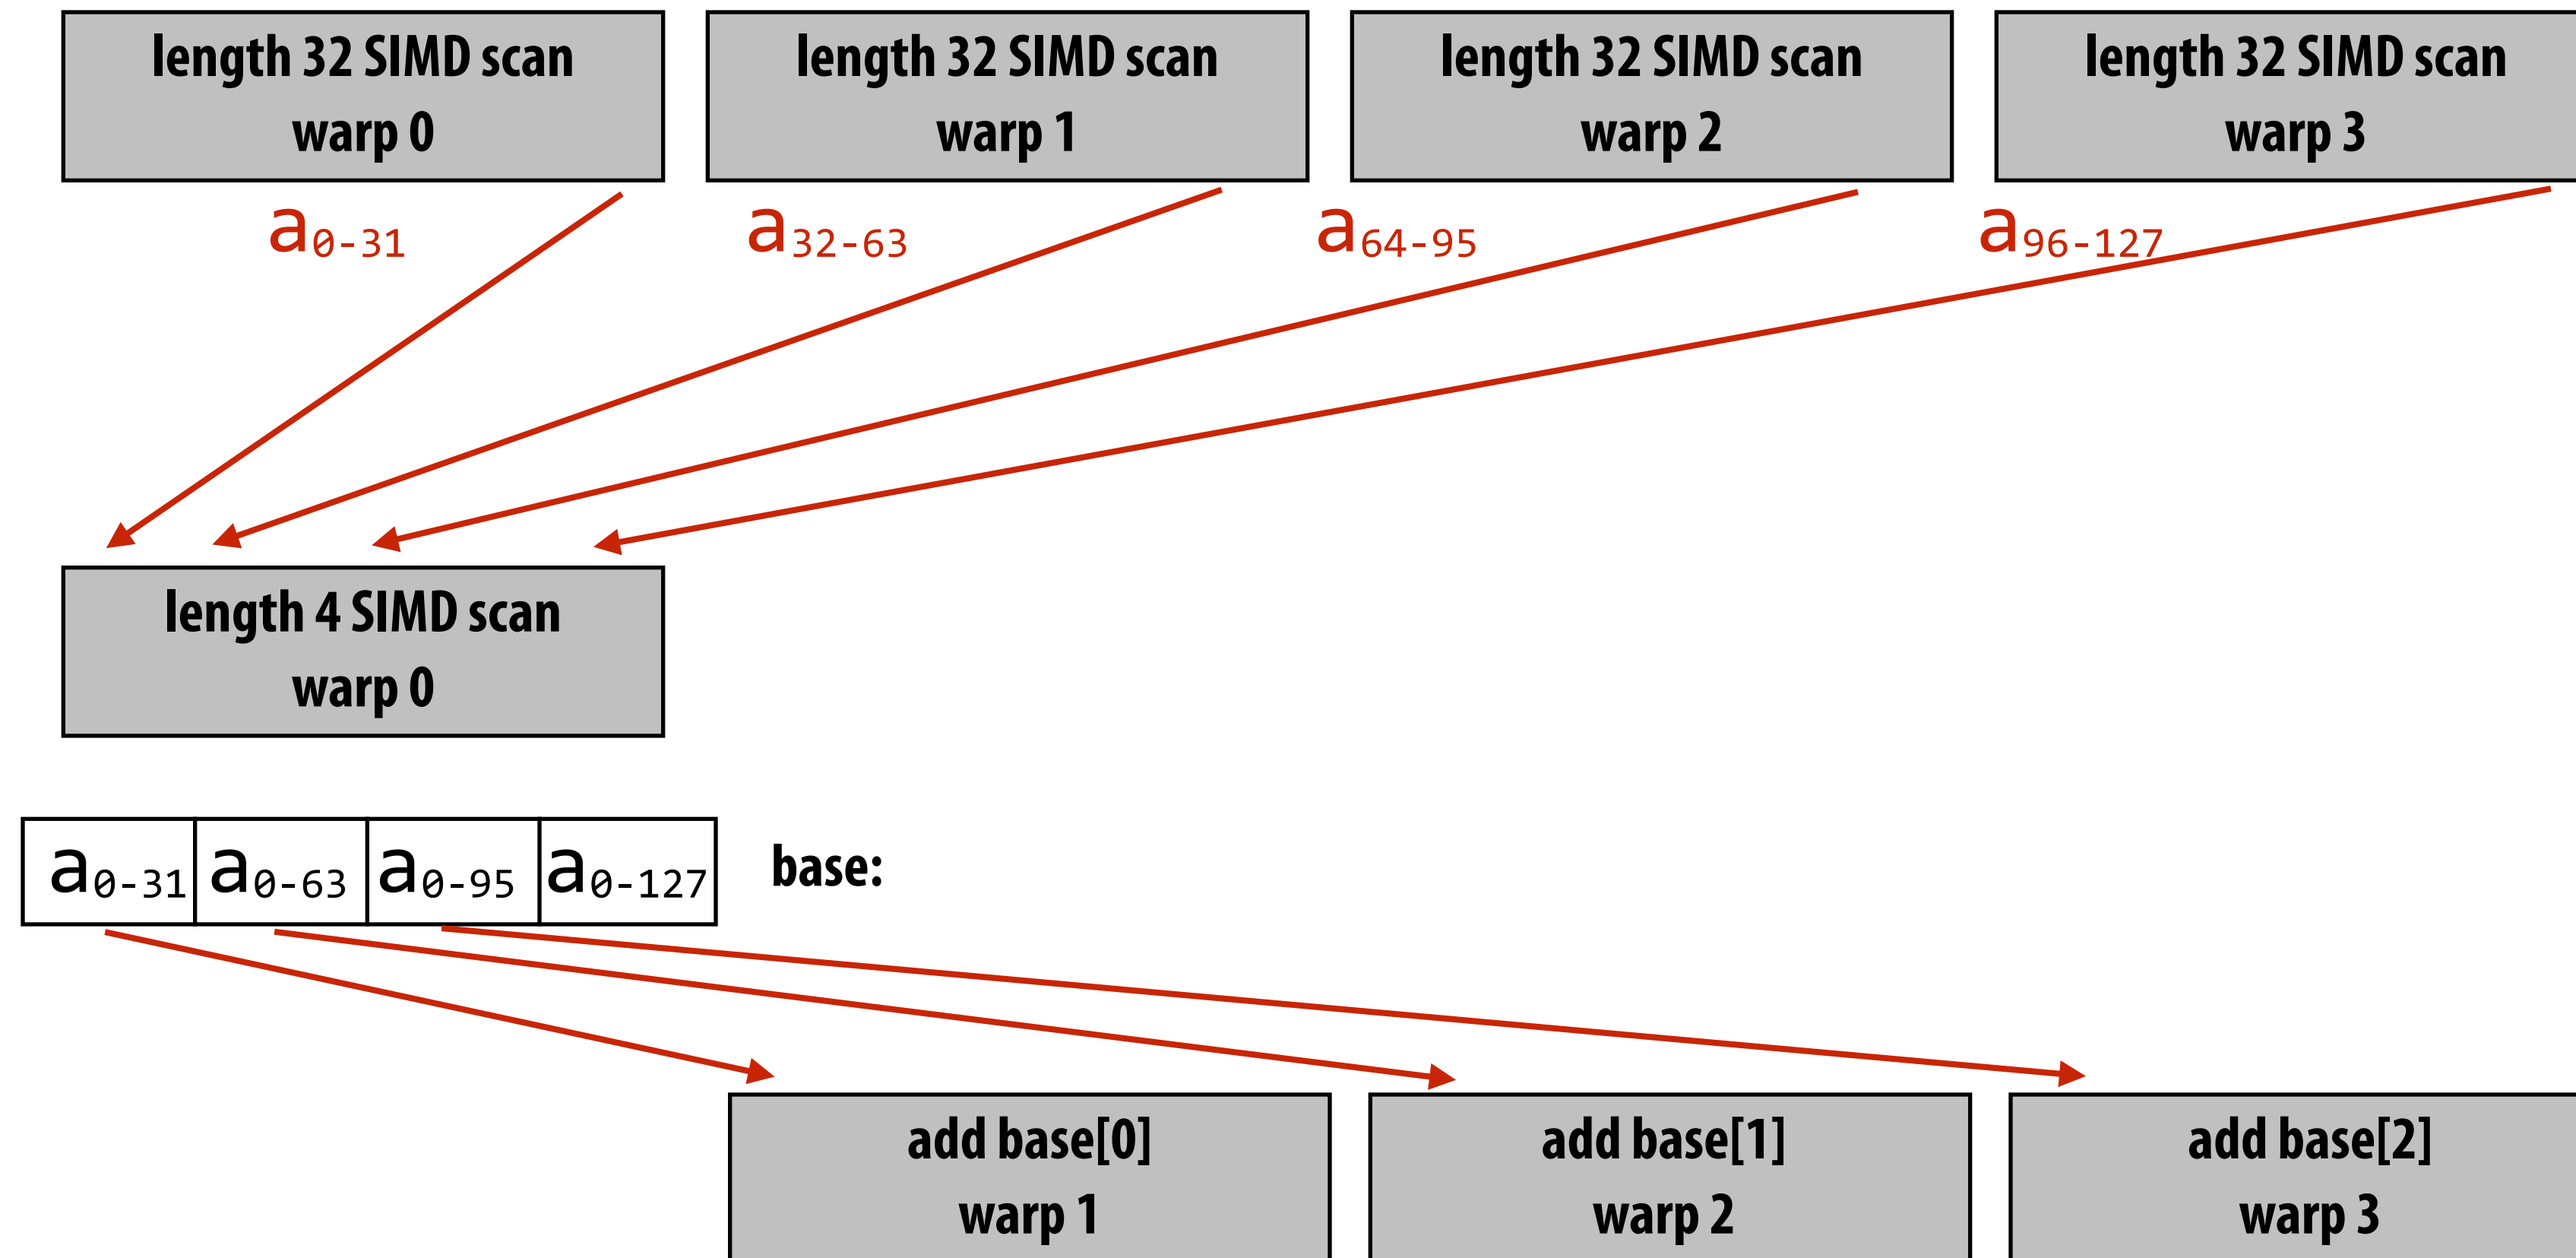 length 32 SIMD scan
warp 0
length 32 SIMD scan
warp 1
length 32 SIMD scan
warp 2
length 32 SIMD scan
warp 3
a0-31
a32-63
a64-95
a96-127
length 4 SIMD scan
warp 0
a0-31 a0-63 a0-95 a0-127 base:
add base[0]
warp 1
add base[1]
warp 2
add base[2]
warp 3